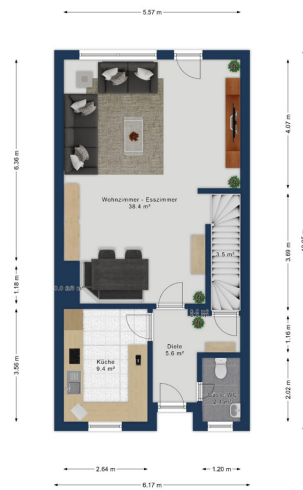 5.57 m
6.36 m
4.07 m
Wohnzimmer - Esszimmer
38.4 m²
3.69 m
3.5 m²
1.18 m
1.16 m
3.56 m
Diele
5.6 m²
Küche
9.4 m²
2.02 m
2.64 m
1.20 m
6.17 m